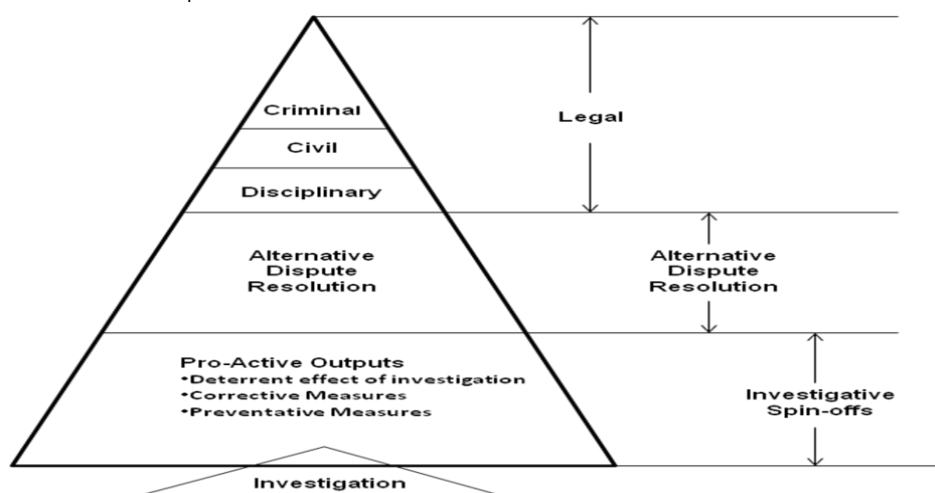 Criminal
Legal
Civil
Disciplinary
Alternative
Dispute
Resolution
Alternative
Dispute
Resolution
Pro-Active Outputs
•Deterrent effect of investigation
•Corrective Measures
•Preventative Measures
Investigative
Spin-offs
Investigation